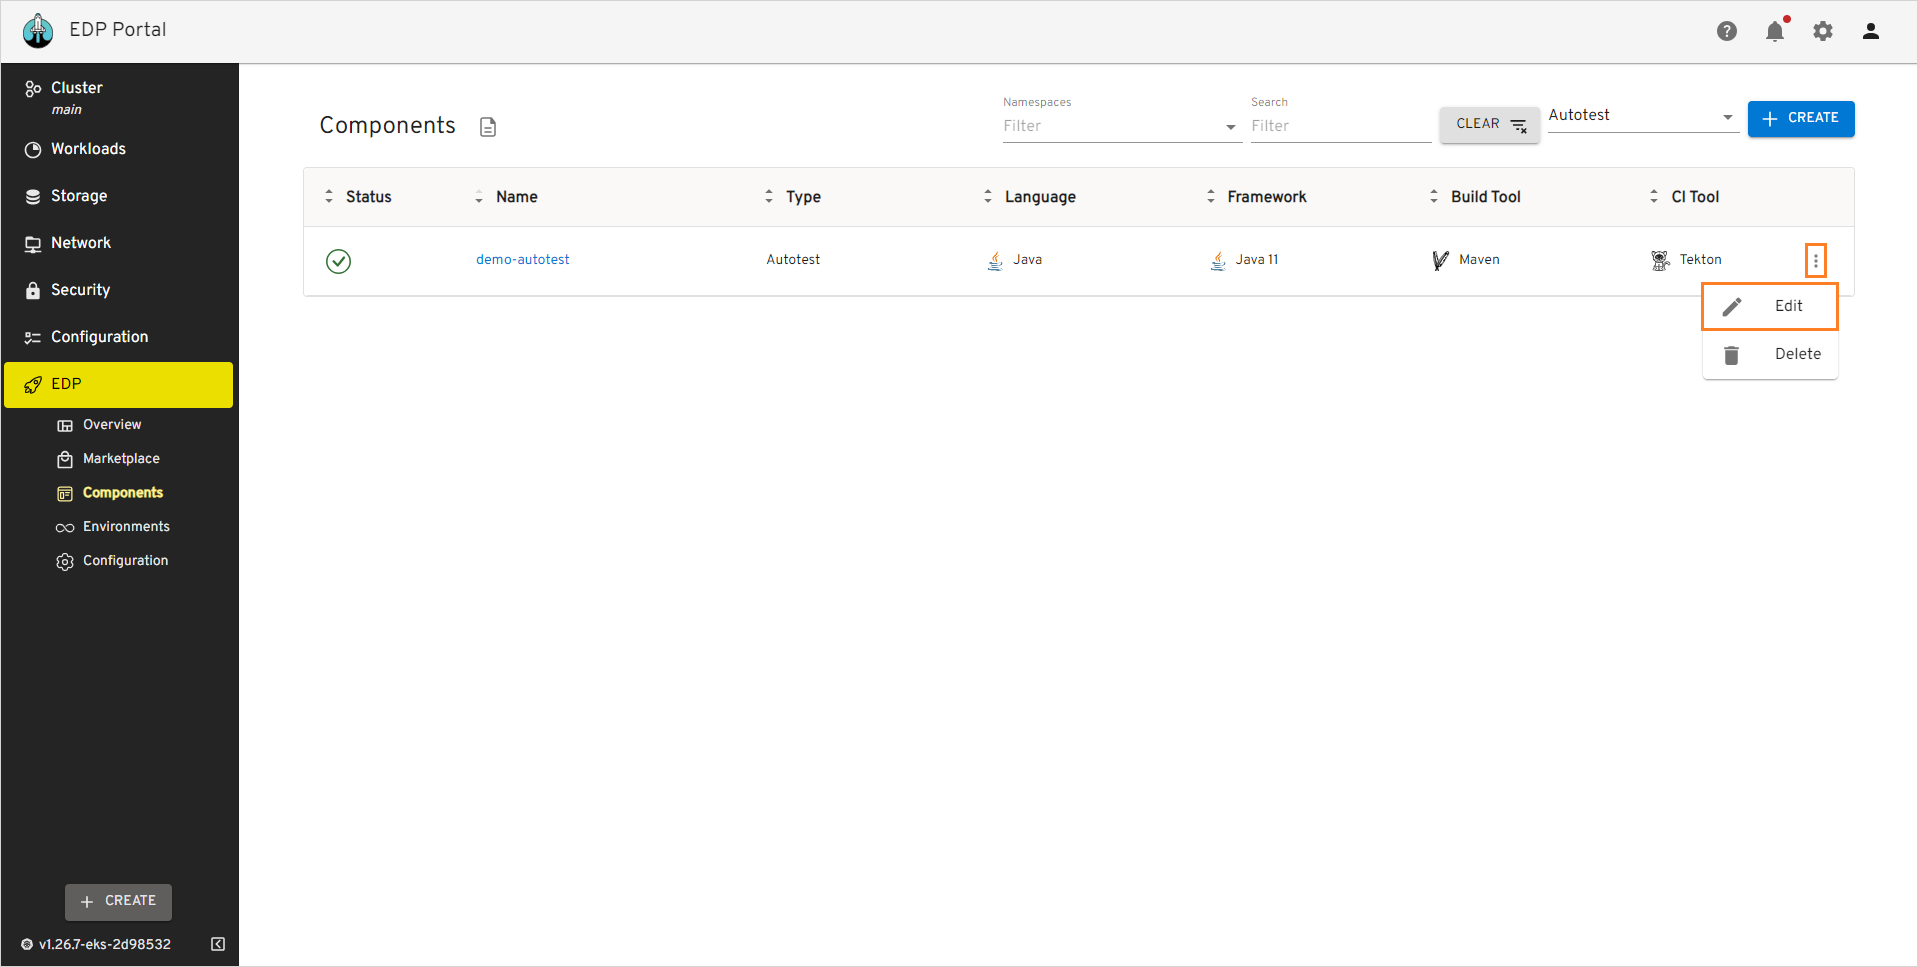 EDP Portal
Cluster
main
Workloads
Storage
Network
Security
Configuration
EDP
Overview
Marketplace
Components
Environments
Configuration
+ CREATE
v1.26.7-eks-2d98532
Components
Namespaces
Filter
Search
Filter
CLEAR
Autotest
+ CREATE
Status Name Type Language Framework Build Tool CI Tool
demo-autotest Autotest Java Java 11 Maven Tekton
Edit
Delete